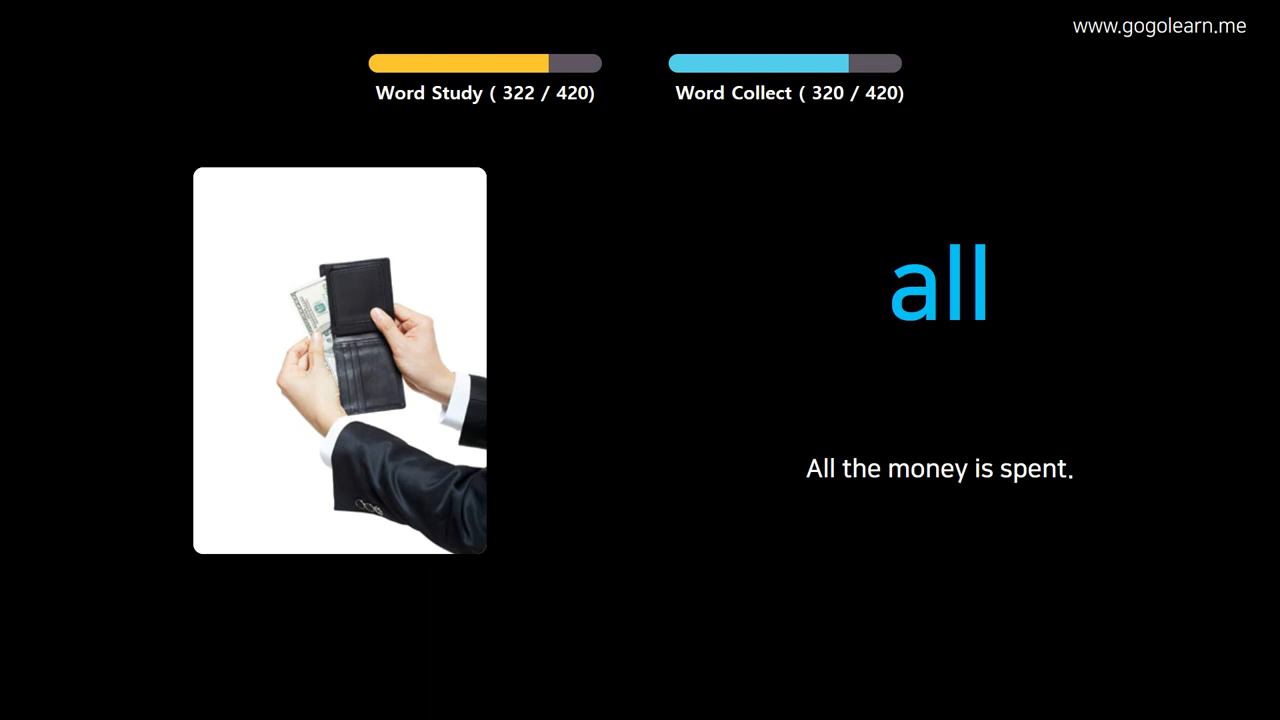 www.gogolearn.me
Word Study ( 322 / 420)
Word Collect ( 320 / 420)
all
All the money is spent.